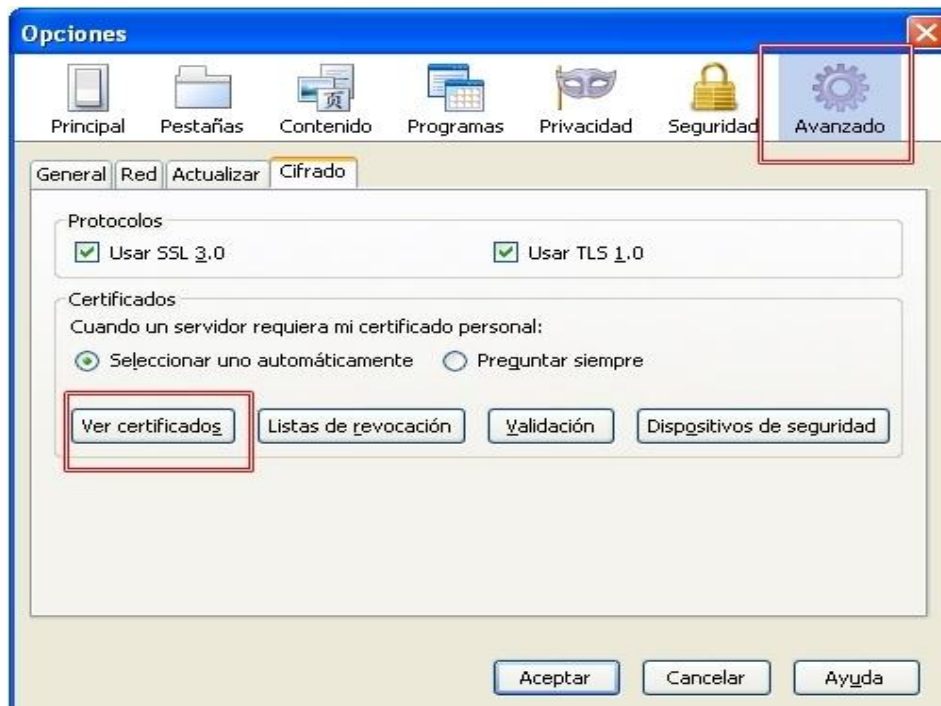 Opciones
Principal Pestañas Contenido Programas Privacidad Seguridad Avanzado
General Red Actualizar Cifrado
Protocolos
Usar SSL 3.0 Usar TLS 1.0
Certificados
Cuando un servidor requiera mi certificado personal:
Seleccionar uno automáticamente Preguntar siempre
Ver certificados Listas de revocación Validación Dispositivos de seguridad
Aceptar Cancelar Ayuda